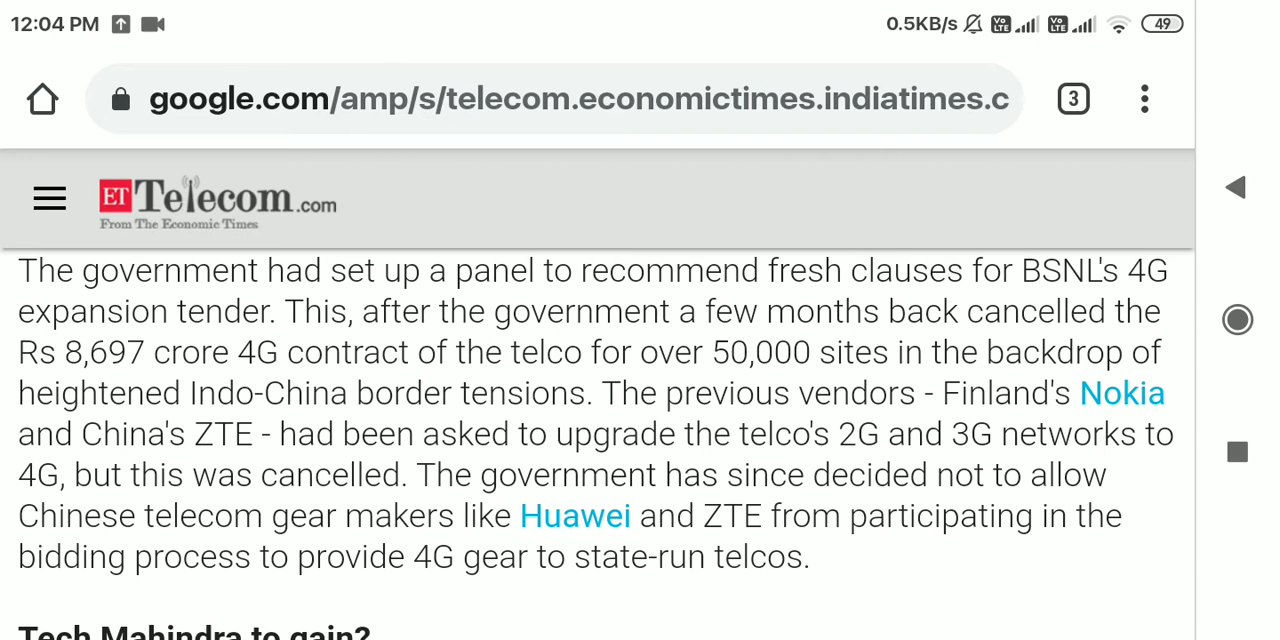 12:04 PM 0.5KB/s Vo LTE Vo LTE 49
google.com/amp/s/telecom.economictimes.indiatimes.c 3
ET Telecom.com
From The Economic Times
The government had set up a panel to recommend fresh clauses for BSNL's 4G
expansion tender. This, after the government a few months back cancelled the
Rs 8,697 crore 4G contract of the telco for over 50,000 sites in the backdrop of
heightened Indo-China border tensions. The previous vendors - Finland's Nokia
and China's ZTE - had been asked to upgrade the telco's 2G and 3G networks to
4G, but this was cancelled. The government has since decided not to allow
Chinese telecom gear makers like Huawei and ZTE from participating in the
bidding process to provide 4G gear to state-run telcos.
Tech Mahindra to gain?